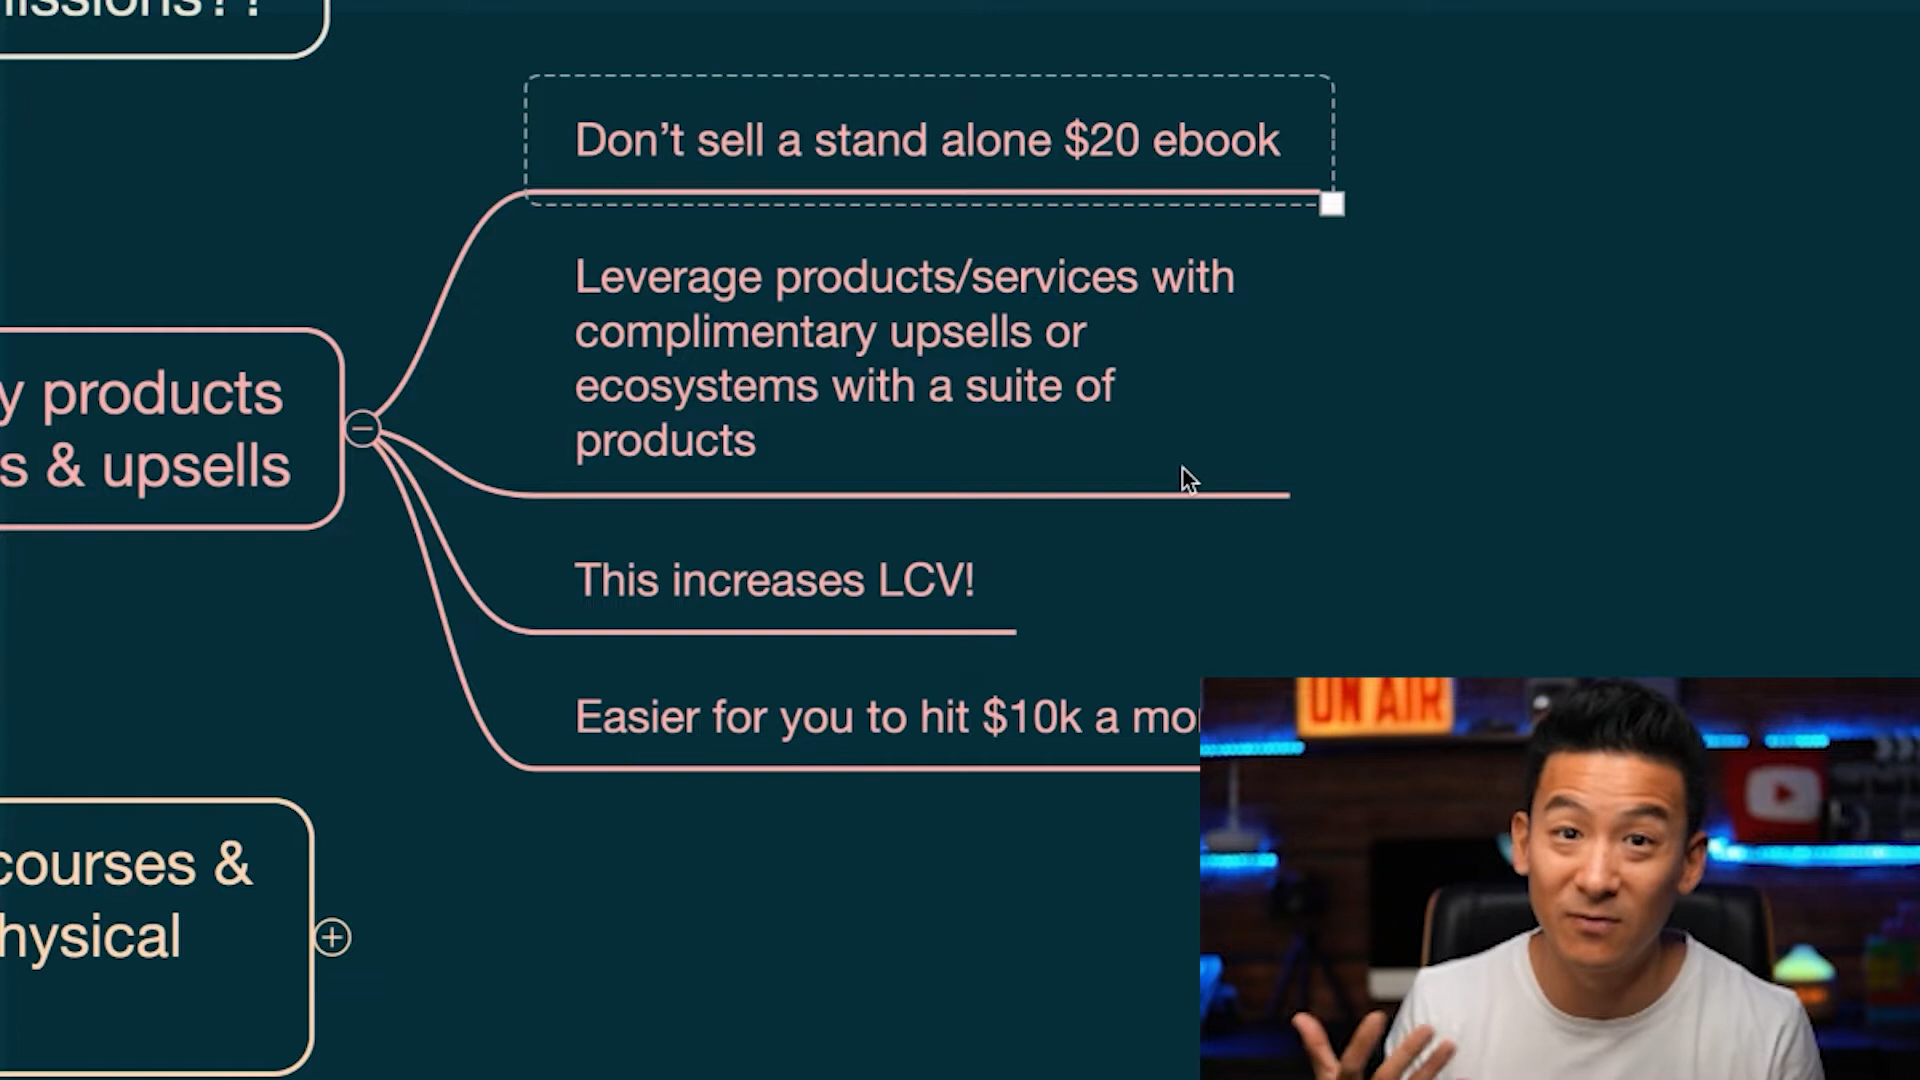 Don't sell a stand alone $20 ebook
Leverage products/services with
complimentary upsells or
ecosystems with a suite of
products
This increases LCV!
Easier for you to hit $10k a
y products
s & upsells
courses &
hysical
ON AIR